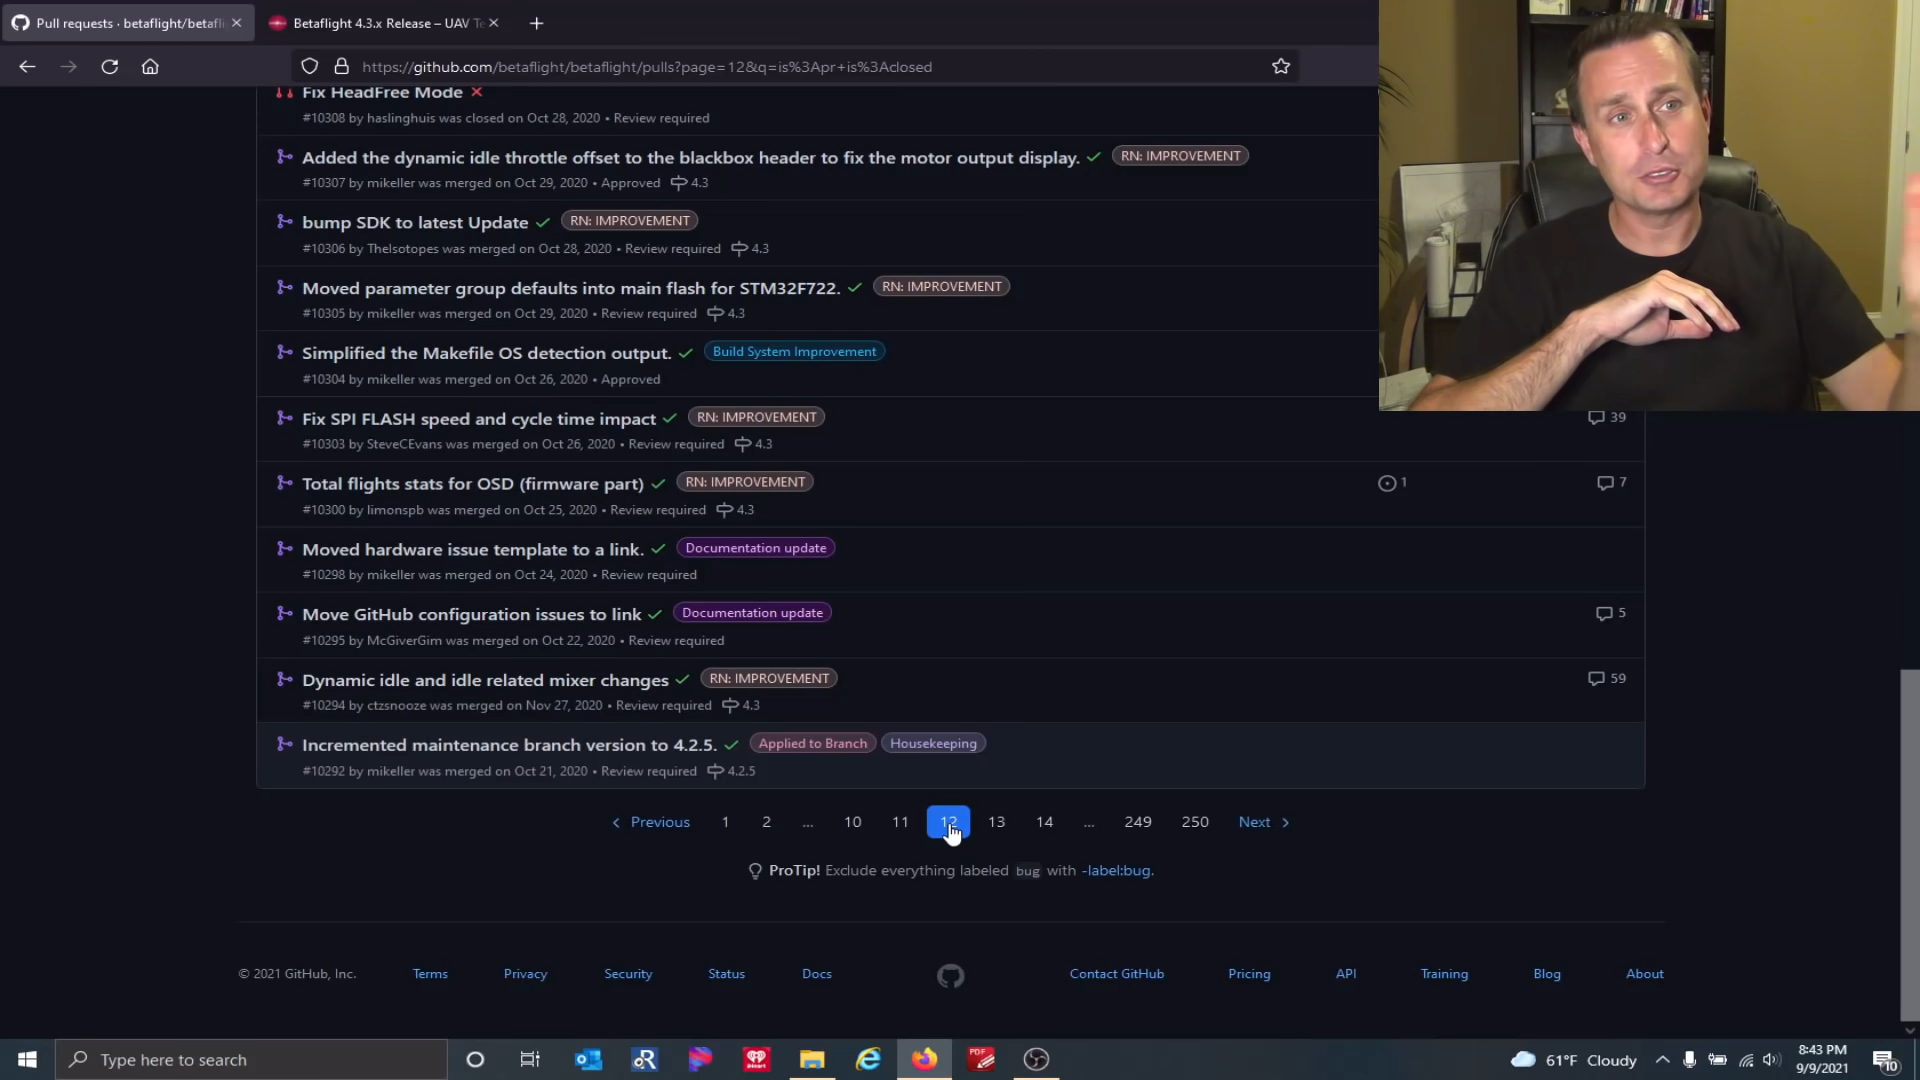 Pull requests · betaflight/betafli
Betaflight 4.3.x Release – UAV Te
https://github.com/betaflight/betaflight/pulls?page=12&q=is%3Apr+is%3Aclosed
Fix HeadFree Mode
#10308 by haslinghuis was closed on Oct 28, 2020 • Review required
Added the dynamic idle throttle offset to the blackbox header to fix the motor output display. RN: IMPROVEMENT
#10307 by mikeller was merged on Oct 29, 2020 • Approved 4.3
bump SDK to latest Update RN: IMPROVEMENT
#10306 by TheIsotopes was merged on Oct 28, 2020 • Review required 4.3
Moved parameter group defaults into main flash for STM32F722. RN: IMPROVEMENT
#10305 by mikeller was merged on Oct 29, 2020 • Review required 4.3
Simplified the Makefile OS detection output. Build System Improvement
#10304 by mikeller was merged on Oct 26, 2020 • Approved
Fix SPI FLASH speed and cycle time impact RN: IMPROVEMENT 39
#10303 by SteveCEvans was merged on Oct 26, 2020 • Review required 4.3
Total flights stats for OSD (firmware part) RN: IMPROVEMENT 1 7
#10300 by limonspb was merged on Oct 25, 2020 • Review required 4.3
Moved hardware issue template to a link. Documentation update
#10298 by mikeller was merged on Oct 24, 2020 • Review required
Move GitHub configuration issues to link Documentation update 5
#10295 by McGiverGim was merged on Oct 22, 2020 • Review required
Dynamic idle and idle related mixer changes RN: IMPROVEMENT 59
#10294 by ctzsnooze was merged on Nov 27, 2020 • Review required 4.3
Incremented maintenance branch version to 4.2.5. Applied to Branch Housekeeping
#10292 by mikeller was merged on Oct 21, 2020 • Review required 4.2.5
Previous 1 2 … 10 11 12 13 14 … 249 250 Next
ProTip! Exclude everything labeled bug with -label:bug.
© 2021 GitHub, Inc. Terms Privacy Security Status Docs Contact GitHub Pricing API Training Blog About
Type here to search
61°F Cloudy
8:43 PM
9/9/2021
10
iHeart
PDF